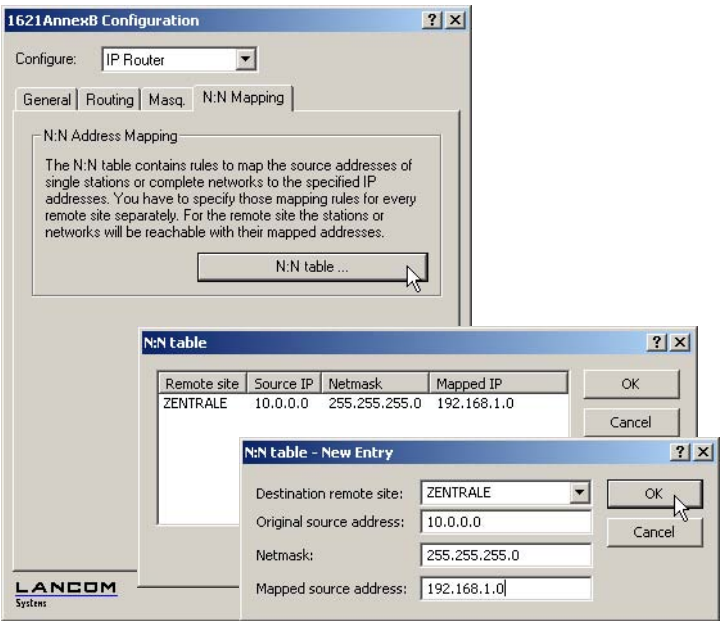 1621AnnexB Configuration
Configure: IP Router
General Routing Masq. N:N Mapping
N:N Address Mapping
The N:N table contains rules to map the source addresses of
single stations or complete networks to the specified IP
addresses. You have to specify those mapping rules for every
remote site separately. For the remote site the stations or
networks will be reachable with their mapped addresses.
N:N table ...
N:N table
Remote site Source IP Netmask Mapped IP
ZENTRALE 10.0.0.0 255.255.255.0 192.168.1.0
OK
Cancel
N:N table - New Entry
Destination remote site: ZENTRALE
Original source address: 10.0.0.0
Netmask: 255.255.255.0
Mapped source address: 192.168.1.0
OK
Cancel
LANCOM
Systems